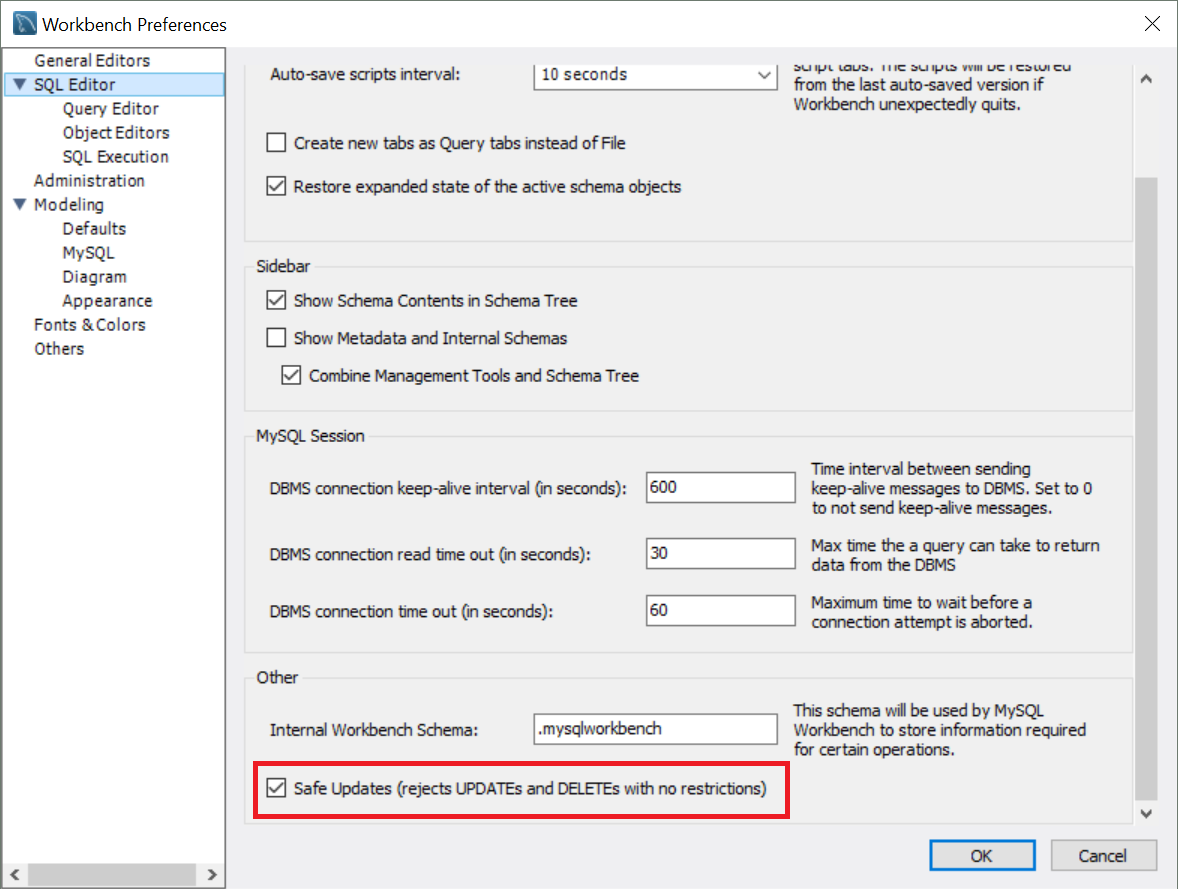 Workbench Preferences
General Editors
SQL Editor
Query Editor
Object Editors
SQL Execution
Administration
Modeling
Defaults
MySQL
Diagram
Appearance
Fonts & Colors
Others
Auto-save scripts interval:
10 seconds
script tabs. The scripts will be restored
from the last auto-saved version if
Workbench unexpectedly quits.
Create new tabs as Query tabs instead of File
Restore expanded state of the active schema objects
Sidebar
Show Schema Contents in Schema Tree
Show Metadata and Internal Schemas
Combine Management Tools and Schema Tree
MySQL Session
DBMS connection keep-alive interval (in seconds):
600
Time interval between sending
keep-alive messages to DBMS. Set to 0
to not send keep-alive messages.
DBMS connection read time out (in seconds):
30
Max time the a query can take to return
data from the DBMS
DBMS connection time out (in seconds):
60
Maximum time to wait before a
connection attempt is aborted.
Other
Internal Workbench Schema:
.mysqlworkbench
This schema will be used by MySQL
Workbench to store information required
for certain operations.
Safe Updates (rejects UPDATEs and DELETEs with no restrictions)
OK
Cancel